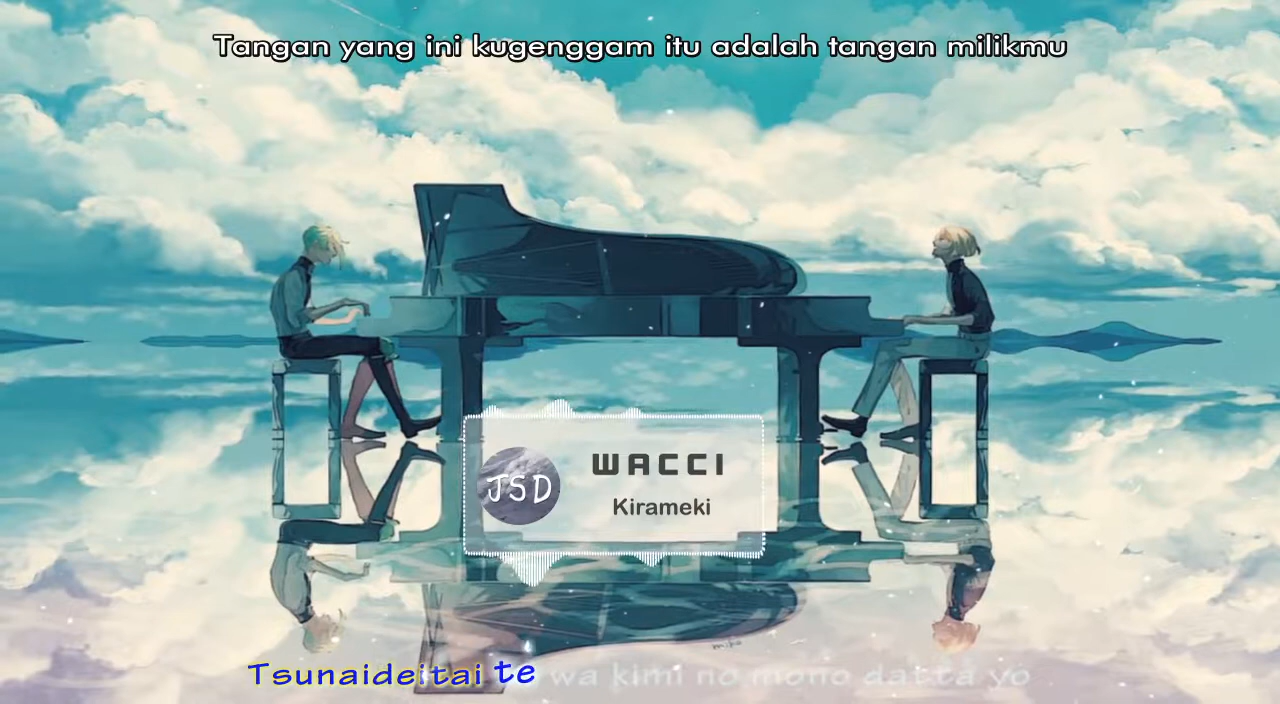 Tangan yang ini kugenggam itu adalah tangan milikmu
WACCI
JSD
Kirameki
Tsunaideitai te wa kimi no mono datta yo